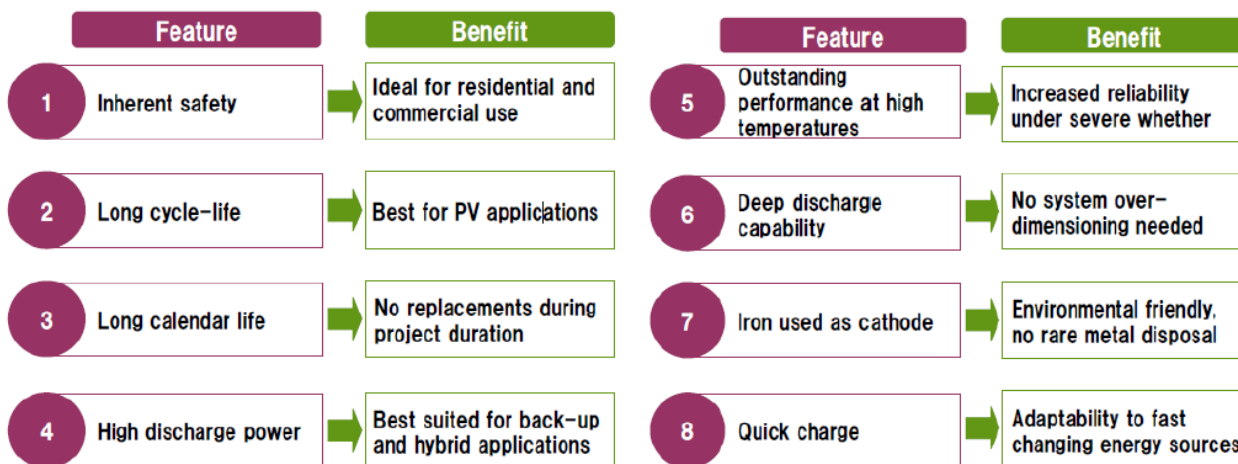 Feature
Benefit
1
Inherent safety
Ideal for residential and
commercial use
2
Long cycle-life
Best for PV applications
3
Long calendar life
No replacements during
project duration
4
High discharge power
Best suited for back-up
and hybrid applications
Feature
Benefit
5
Outstanding
performance at high
temperatures
Increased reliability
under severe whether
6
Deep discharge
capability
No system over-
dimensioning needed
7
Iron used as cathode
Environmental friendly,
no rare metal disposal
8
Quick charge
Adaptability to fast
changing energy sources